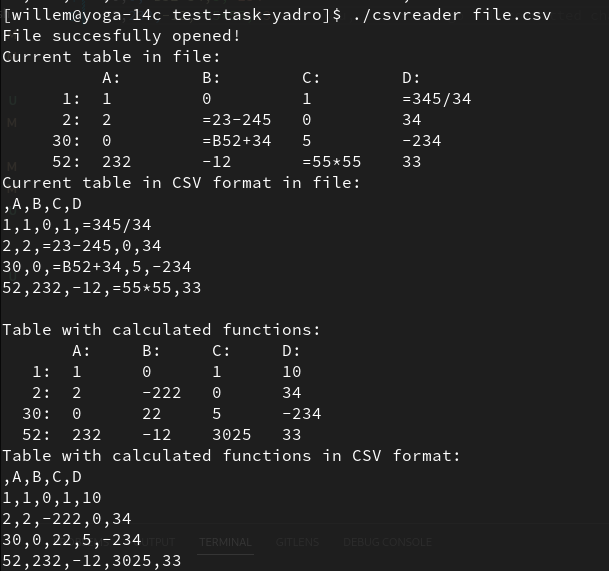 [willem@yoga-14c test-task-yadro]$ ./csvreader file.csv
File succesfully opened!
Current table in file:
A: B: C: D:
1: 1 0 1 =345/34
2: 2 =23-245 0 34
30: 0 =B52+34 5 -234
52: 232 -12 =55*55 33
Current table in CSV format in file:
,A,B,C,D
1,1,0,1,=345/34
2,2,=23-245,0,34
30,0,=B52+34,5,-234
52,232,-12,=55*55,33
Table with calculated functions:
A: B: C: D:
1: 1 0 1 10
2: 2 -222 0 34
30: 0 22 5 -234
52: 232 -12 3025 33
Table with calculated functions in CSV format:
,A,B,C,D
1,1,0,1,10
2,2,-222,0,34
TERMINAL GITLENS DEBUG CONSOLE
30,0,22,5,-234
52,232,-12,3025,33